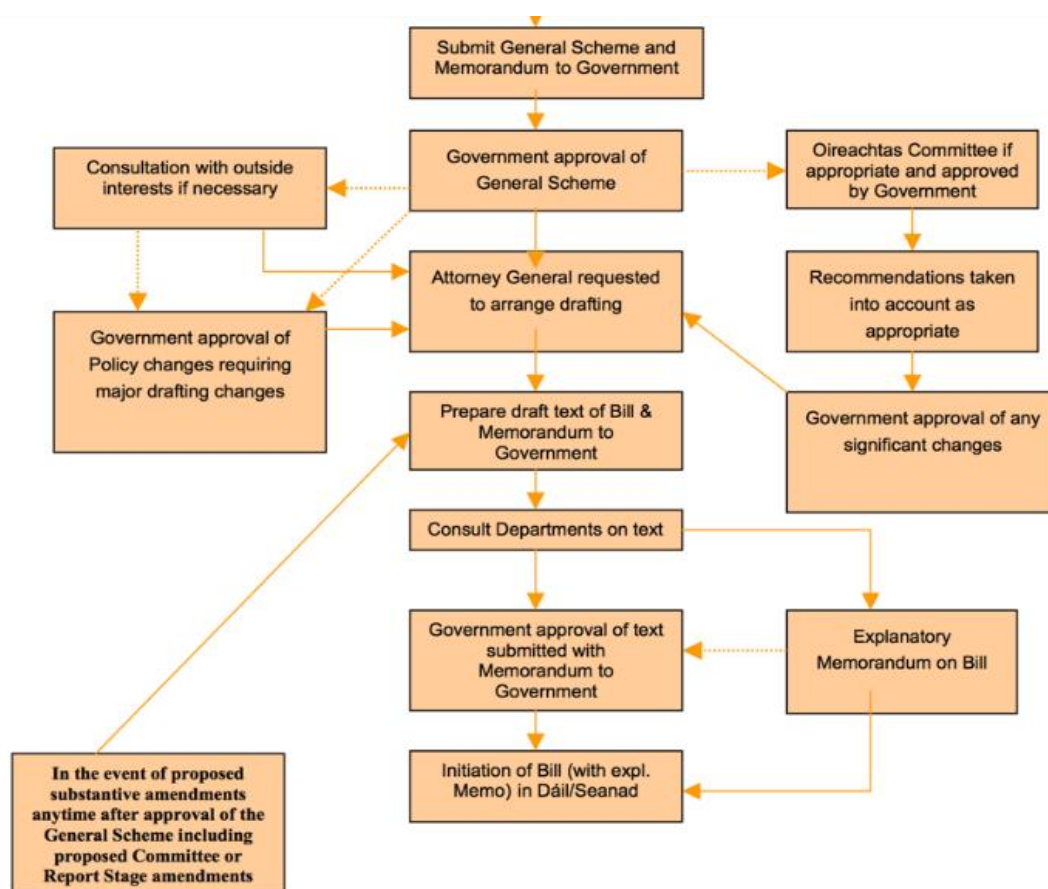 Submit General Scheme and
Memorandum to Government
Government approval of
General Scheme
Consultation with outside
interests if necessary
Oireachtas Committee if
appropriate and approved
by Government
Attorney General requested
to arrange drafting
Recommendations taken
into account as
appropriate
Government approval of
Policy changes requiring
major drafting changes
Prepare draft text of Bill &
Memorandum to
Government
Government approval of any
significant changes
Consult Departments on text
Government approval of text
submitted with
Memorandum to
Government
Explanatory
Memorandum on Bill
Initiation of Bill (with expl.
Memo) in Dáil/Seanad
In the event of proposed
substantive amendments
anytime after approval of the
General Scheme including
proposed Committee or
Report Stage amendments